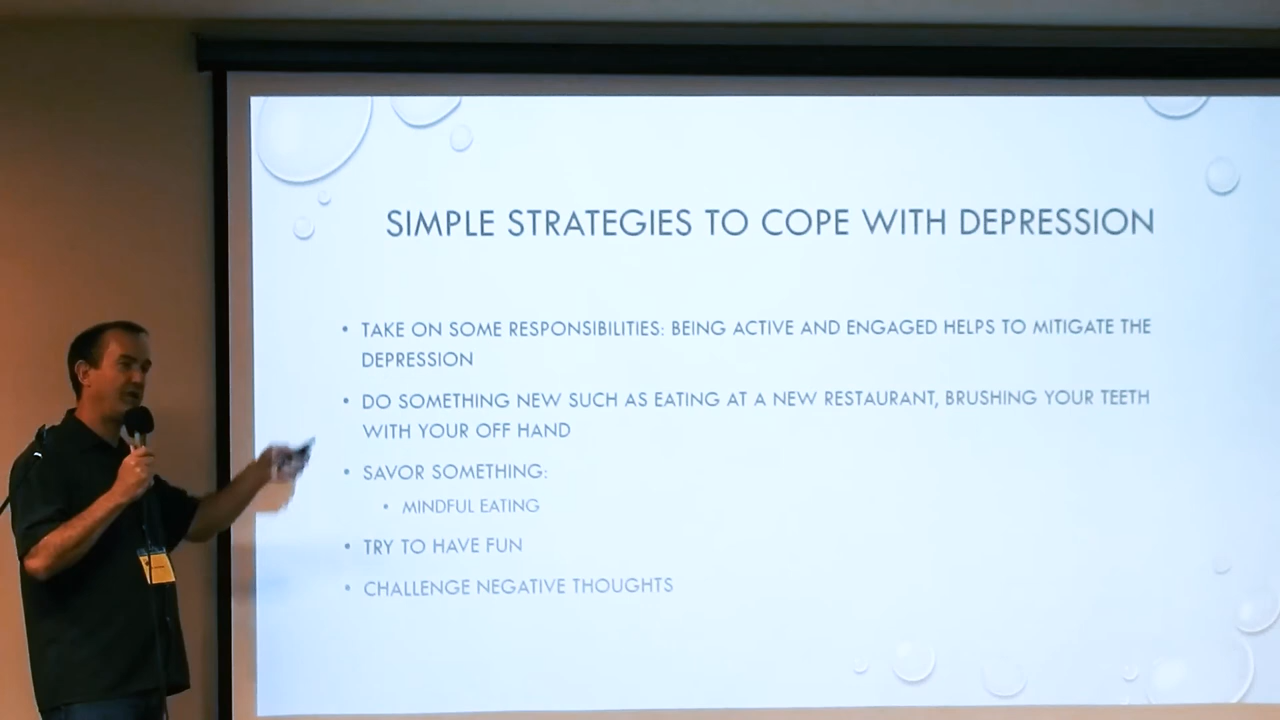 SIMPLE STRATEGIES TO COPE WITH DEPRESSION
• TAKE ON SOME RESPONSIBILITIES: BEING ACTIVE AND ENGAGED HELPS TO MITIGATE THE
DEPRESSION
• DO SOMETHING NEW SUCH AS EATING AT A NEW RESTAURANT, BRUSHING YOUR TEETH
WITH YOUR OFF HAND
• SAVOR SOMETHING:
• MINDFUL EATING
• TRY TO HAVE FUN
• CHALLENGE NEGATIVE THOUGHTS